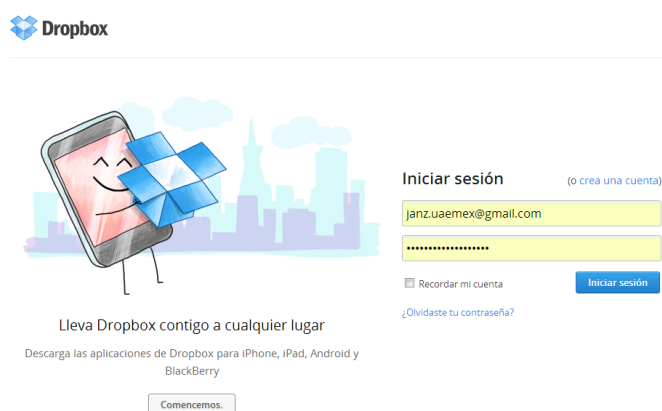 Dropbox
Iniciar sesión (o crea una cuenta)
janz.uaemex@gmail.com
•••••••••••••••••••
Recordar mi cuenta
Iniciar sesión
¿Olvidaste tu contraseña?
Lleva Dropbox contigo a cualquier lugar
Descarga las aplicaciones de Dropbox para iPhone, iPad, Android y
BlackBerry
Comencemos.